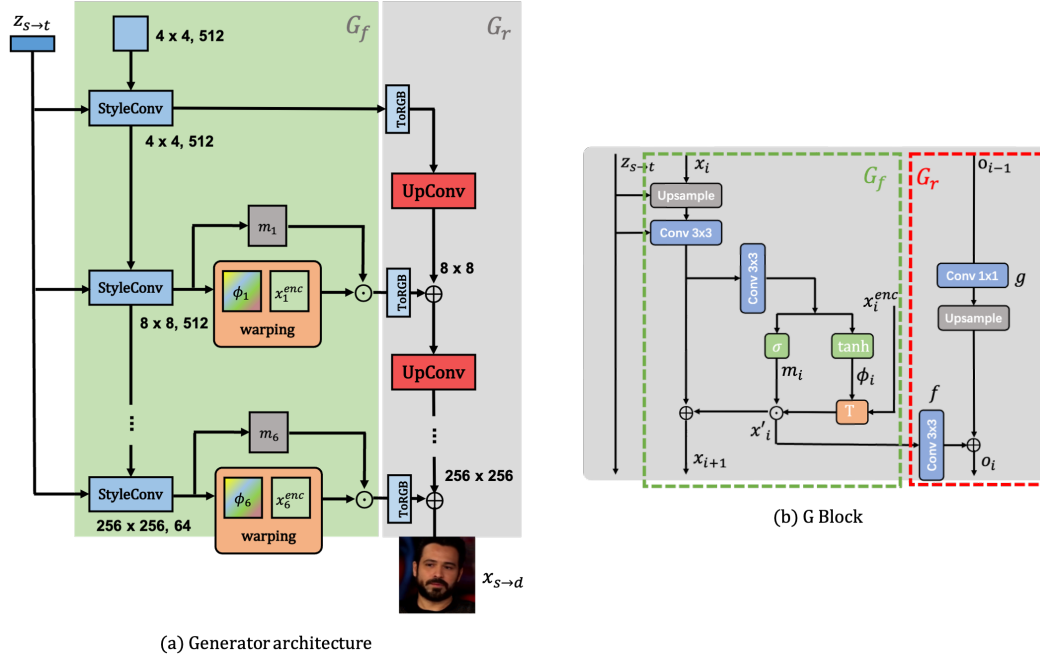 z_{s→t}
G_f
G_r
4 x 4, 512
StyleConv
ToRGB
4 x 4, 512
UpConv
m_1
8 x 8
StyleConv
ϕ_1
x_1^{enc}
⊙
ToRGB
⊕
8 x 8, 512
warping
UpConv
...
...
...
m_6
256 x 256
StyleConv
ϕ_6
x_6^{enc}
⊙
ToRGB
⊕
256 x 256, 64
warping
x_{s→d}
(a) Generator architecture
z_{s→t}
x_i
G_f
G_r
o_{i−1}
Upsample
Conv 3x3
Conv 3x3
Conv 1x1
g
x_i^{enc}
Upsample
σ
tanh
m_i
ϕ_i
f
⊕
⊙
T
x'_i
Conv 3x3
⊕
x_{i+1}
o_i
(b) G Block